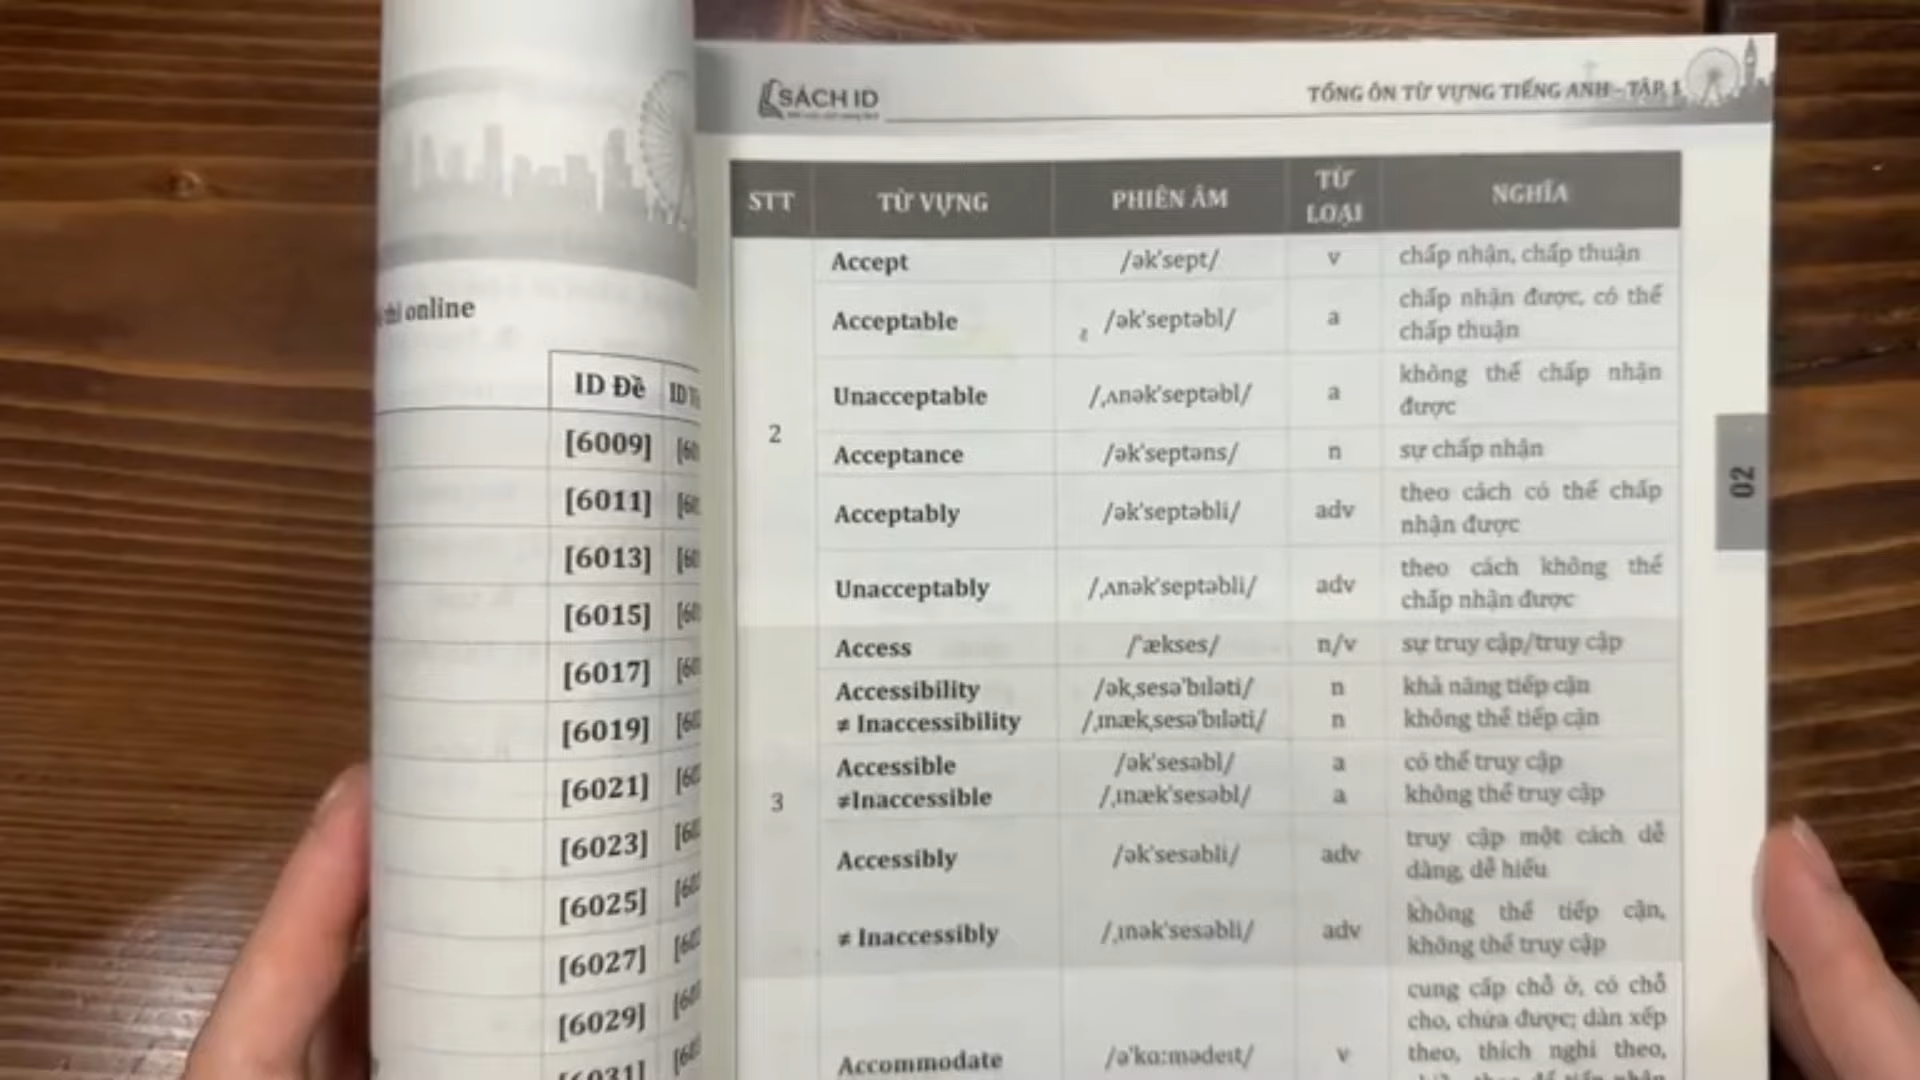 online
ID Đề
[6009]
[6011]
[6013]
[6015]
[6017]
[6019]
[6021]
[6023]
[6025]
[6027]
[6029]
SÁCH ID
TỔNG ÔN TỪ VỰNG TIẾNG ANH - TẬP 1
STT TỪ VỰNG PHIÊN ÂM TỪ LOẠI NGHĨA
2
Accept /ək'sept/ v chấp nhận, chấp thuận
Acceptable /ək'septəbl/ a chấp nhận được, có thể
chấp thuận
Unacceptable /ˌʌnək'septəbl/ a không thể chấp nhận
được
Acceptance /ək'septəns/ n sự chấp nhận
Acceptably /ək'septəbli/ adv theo cách có thể chấp
nhận được
Unacceptably /ˌʌnək'septəbli/ adv theo cách không thể
chấp nhận được
3
Access /'ækses/ n/v sự truy cập/truy cập
Accessibility /əkˌsesə'bɪləti/ n khả năng tiếp cận
≠ Inaccessibility /ˌɪnækˌsesə'bɪləti/ n không thể tiếp cận
Accessible /ək'sesəbl/ a có thể truy cập
≠Inaccessible /ˌɪnæk'sesəbl/ a không thể truy cập
Accessibly /ək'sesəbli/ adv truy cập một cách dễ
dàng, dễ hiểu
≠ Inaccessibly /ˌɪnək'sesəbli/ adv không thể tiếp cận,
không thể truy cập
Accommodate /ə'kɑːmədeɪt/ v cung cấp chỗ ở, có chỗ
cho, chứa được; dàn xếp
theo, thích nghi theo,
02